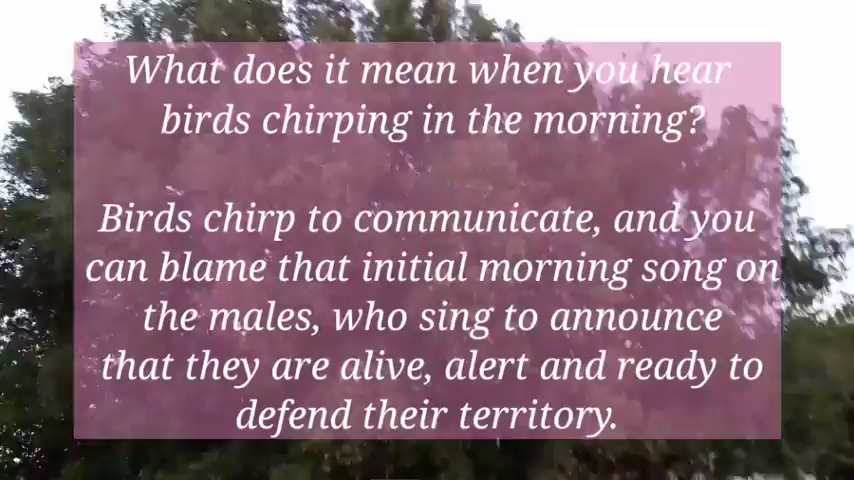 What does it mean when you hear
birds chirping in the morning?
Birds chirp to communicate, and you
can blame that initial morning song on
the males, who sing to announce
that they are alive, alert and ready to
defend their territory.